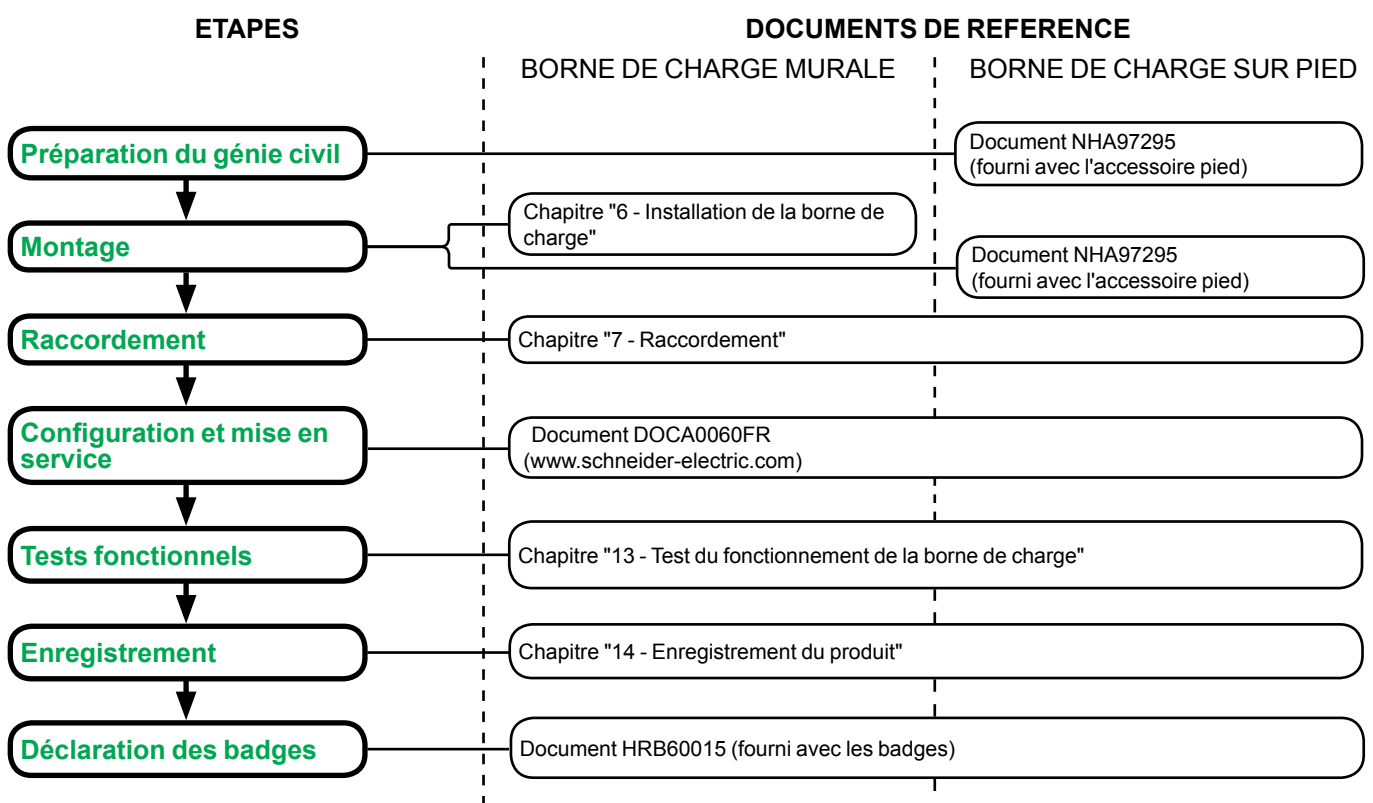 ETAPES
DOCUMENTS DE REFERENCE
BORNE DE CHARGE MURALE
BORNE DE CHARGE SUR PIED
Préparation du génie civil
Document NHA97295
(fourni avec l'accessoire pied)
Montage
Chapitre "6 - Installation de la borne de
charge"
Document NHA97295
(fourni avec l'accessoire pied)
Raccordement
Chapitre "7 - Raccordement"
Configuration et mise en
service
Document DOCA0060FR
(www.schneider-electric.com)
Tests fonctionnels
Chapitre "13 - Test du fonctionnement de la borne de charge"
Enregistrement
Chapitre "14 - Enregistrement du produit"
Déclaration des badges
Document HRB60015 (fourni avec les badges)